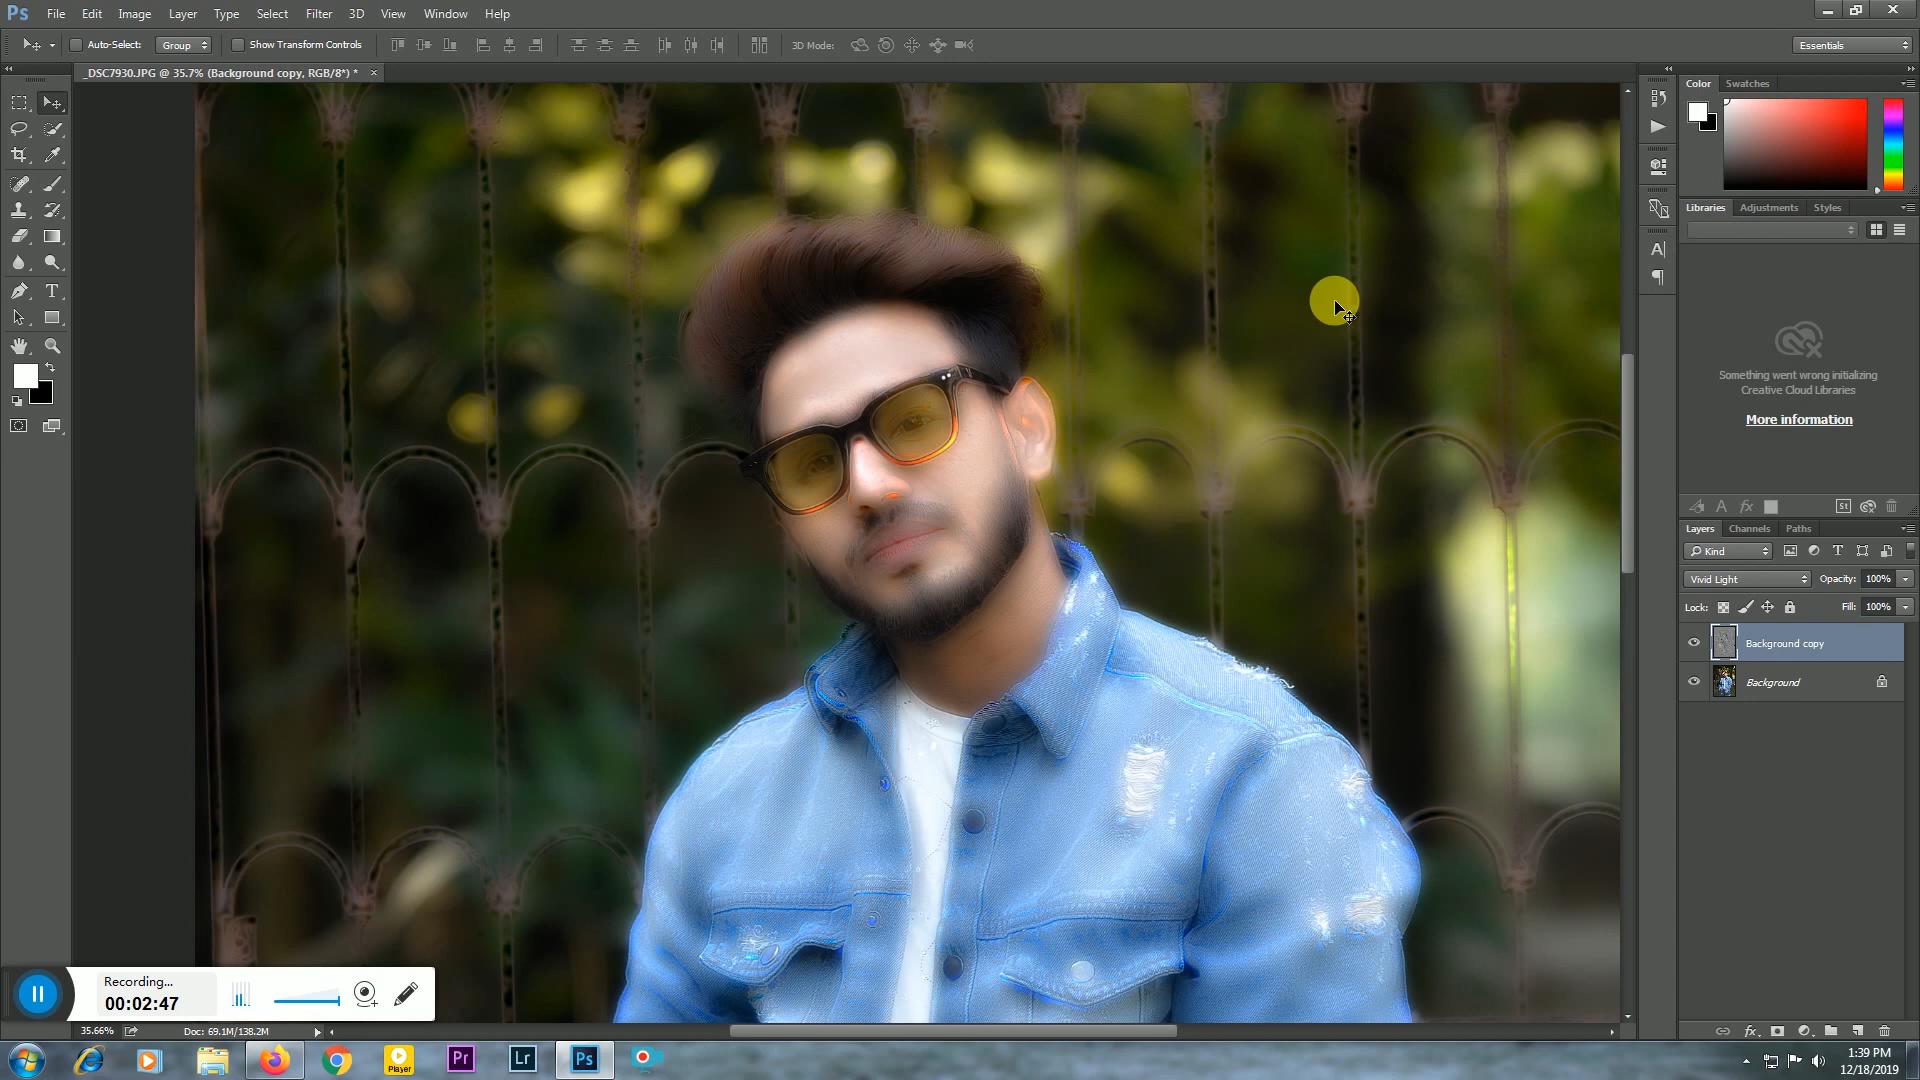 Ps File Edit Image Layer Type Select Filter 3D View Window Help
Auto-Select: Group Show Transform Controls 3D Mode: Essentials
_DSC7930.JPG @ 35.7% (Background copy, RGB/8*) * ×
Color Swatches
Libraries Adjustments Styles
Something went wrong initializing
Creative Cloud Libraries
More information
St
Layers Channels Paths
Kind
Vivid Light Opacity: 100%
Lock: Fill: 100%
Background copy
Background
Recording...
00:02:47
35.66% Doc: 69.1M/138.2M
Player Pr Lr Ps
1:39 PM
12/18/2019